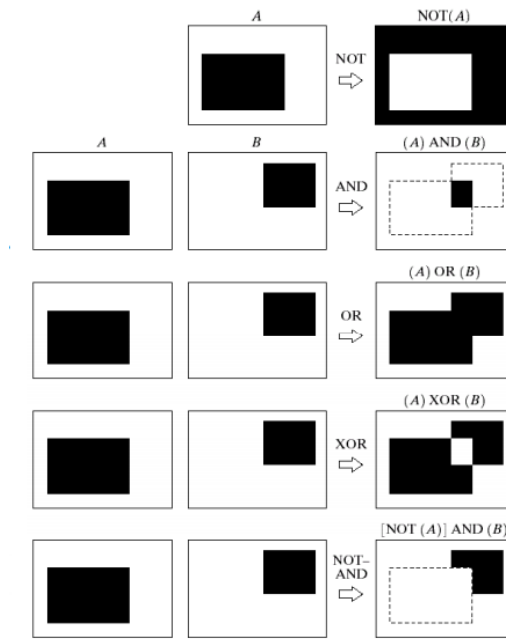 A
NOT(A)
NOT
A
B
(A) AND (B)
AND
(A) OR (B)
OR
(A) XOR (B)
XOR
[NOT (A)] AND (B)
NOT–
AND